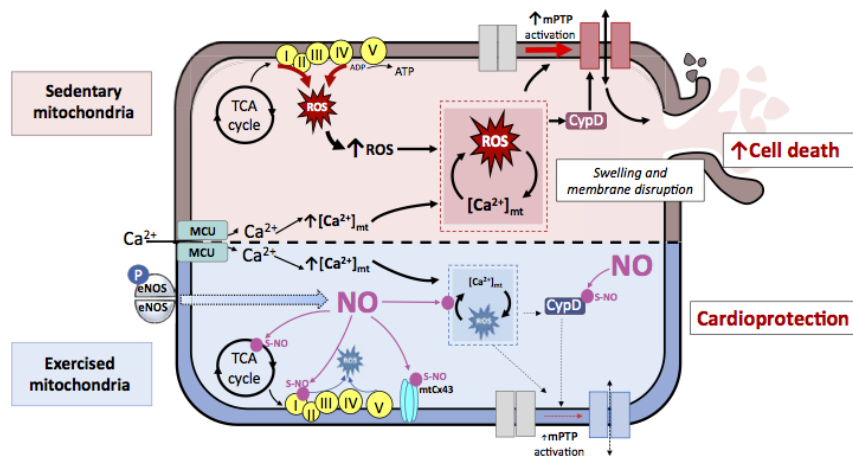 ↑mPTP
activation
I
II
III
IV
V
ADP
ATP
Sedentary
mitochondria
TCA
cycle
ROS
↑ROS
ROS
[Ca²⁺]mt
CypD
Swelling and
membrane disruption
↑Cell death
Ca²⁺
MCU
Ca²⁺
↑[Ca²⁺]mt
MCU
Ca²⁺
↑[Ca²⁺]mt
P
eNOS
eNOS
NO
[Ca²⁺]mt
ROS
NO
S-NO
CypD
Cardioprotection
Exercised
mitochondria
S-NO
TCA
cycle
ROS
S-NO
S-NO
mtCx43
I
II
III
IV
V
↑mPTP
activation